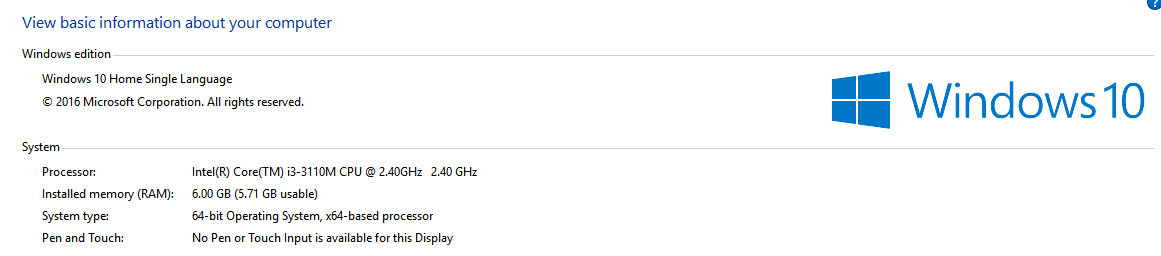 View basic information about your computer
Windows edition
Windows 10 Home Single Language
© 2016 Microsoft Corporation. All rights reserved.
Windows 10
System
Processor: Intel(R) Core(TM) i3-3110M CPU @ 2.40GHz 2.40 GHz
Installed memory (RAM): 6.00 GB (5.71 GB usable)
System type: 64-bit Operating System, x64-based processor
Pen and Touch: No Pen or Touch Input is available for this Display